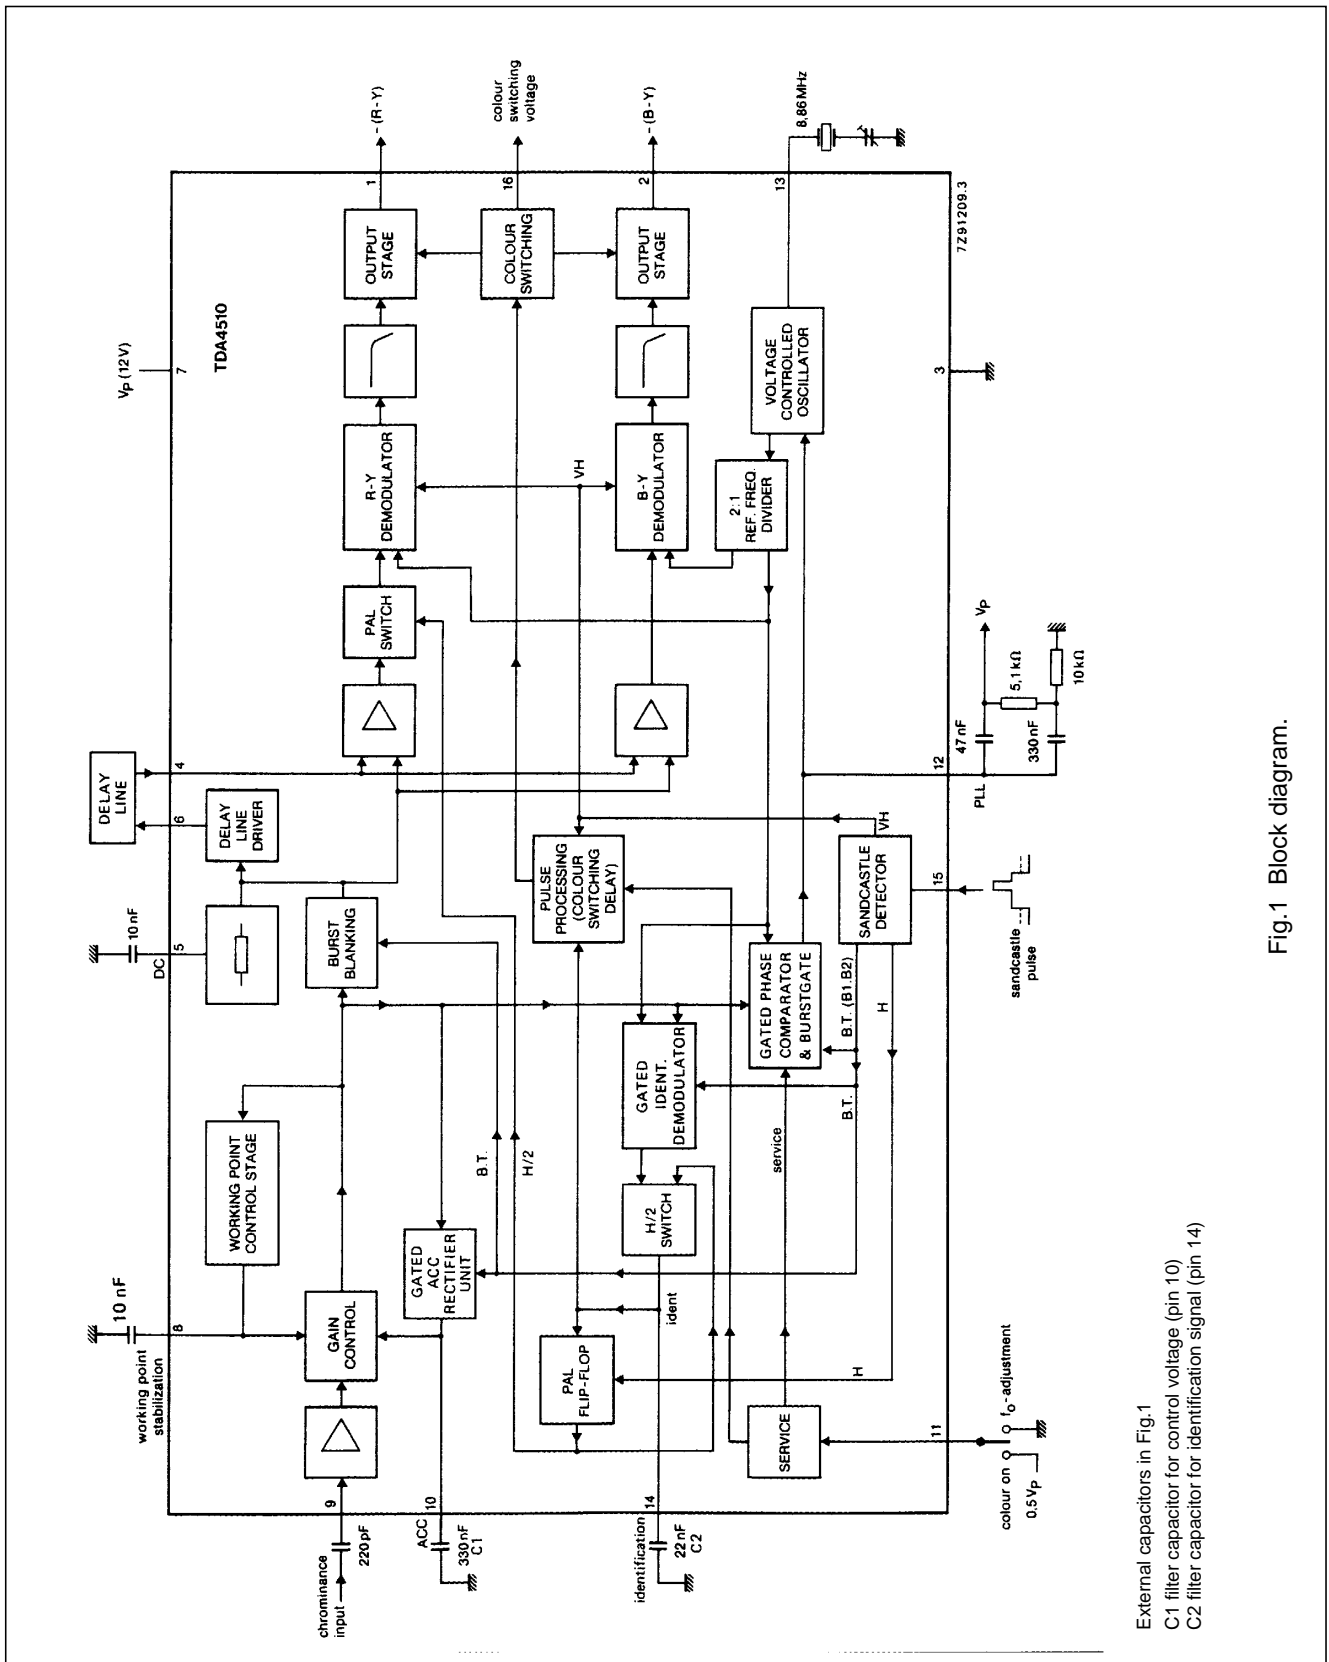 Vp (12 V)
7
TDA4510
DELAY
LINE
6
4
DELAY
LINE
DRIVER
10 nF
5
DC
BURST
BLANKING
WORKING POINT
CONTROL STAGE
10 nF
8
working point
stabilization
GAIN
CONTROL
9
220 pF
chrominance
input
ACC
10
330 nF
C1
GATED
ACC
RECTIFIER
UNIT
B.T.
H/2
OUTPUT
STAGE
1
- (R-Y)
R-Y
DEMODULATOR
PAL
SWITCH
COLOUR
SWITCHING
16
colour
switching
voltage
PULSE
PROCESSING
(COLOUR
SWITCHING
DELAY)
VH
PAL
FLIP-FLOP
ident
identification
14
22 nF
C2
H/2
SWITCH
GATED
IDENT.
DEMODULATOR
B-Y
DEMODULATOR
OUTPUT
STAGE
2
- (B-Y)
2:1
REF. FREQ.
DIVIDER
VOLTAGE
CONTROLLED
OSCILLATOR
13
8,86 MHz
GATED PHASE
COMPARATOR
& BURSTGATE
service
SERVICE
B.T. (B1.B2)
B.T.
H
H
SANDCASTLE
DETECTOR
VH
15
sandcastle
pulse
PLL
12
47 nF
330 nF
5,1 kΩ
10 kΩ
Vp
3
7Z91209.3
11
colour on
fo-adjustment
0,5 Vp
Fig.1 Block diagram.
External capacitors in Fig.1
C1 filter capacitor for control voltage (pin 10)
C2 filter capacitor for identification signal (pin 14)